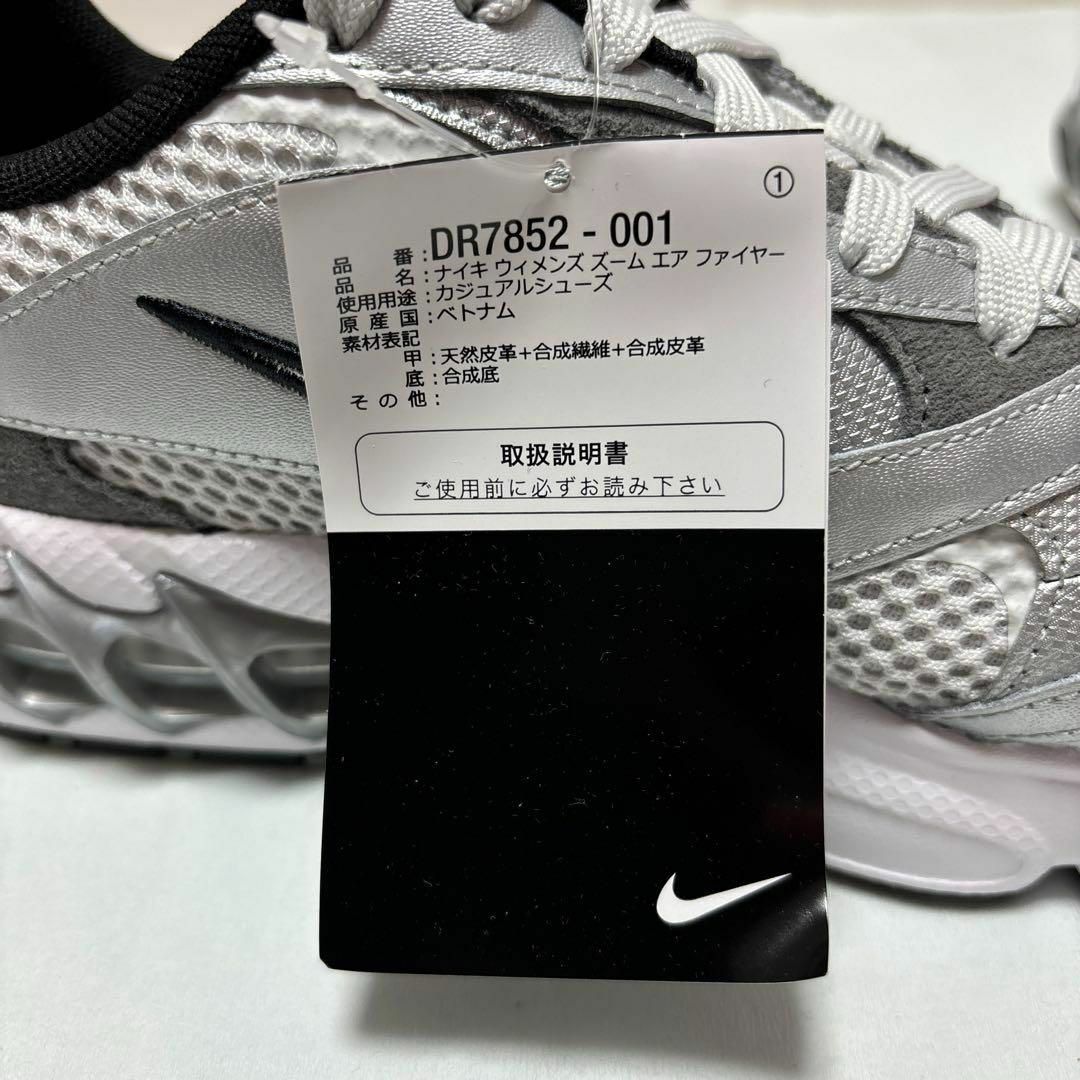 ①
品番:DR7852 - 001
品名:ナイキ ウィメンズ ズーム エア ファイヤー
使用用途:カジュアルシューズ
原産国:ベトナム
素材表記
甲:天然皮革+合成繊維+合成皮革
底:合成底
その他:
取扱説明書
ご使用前に必ずお読み下さい